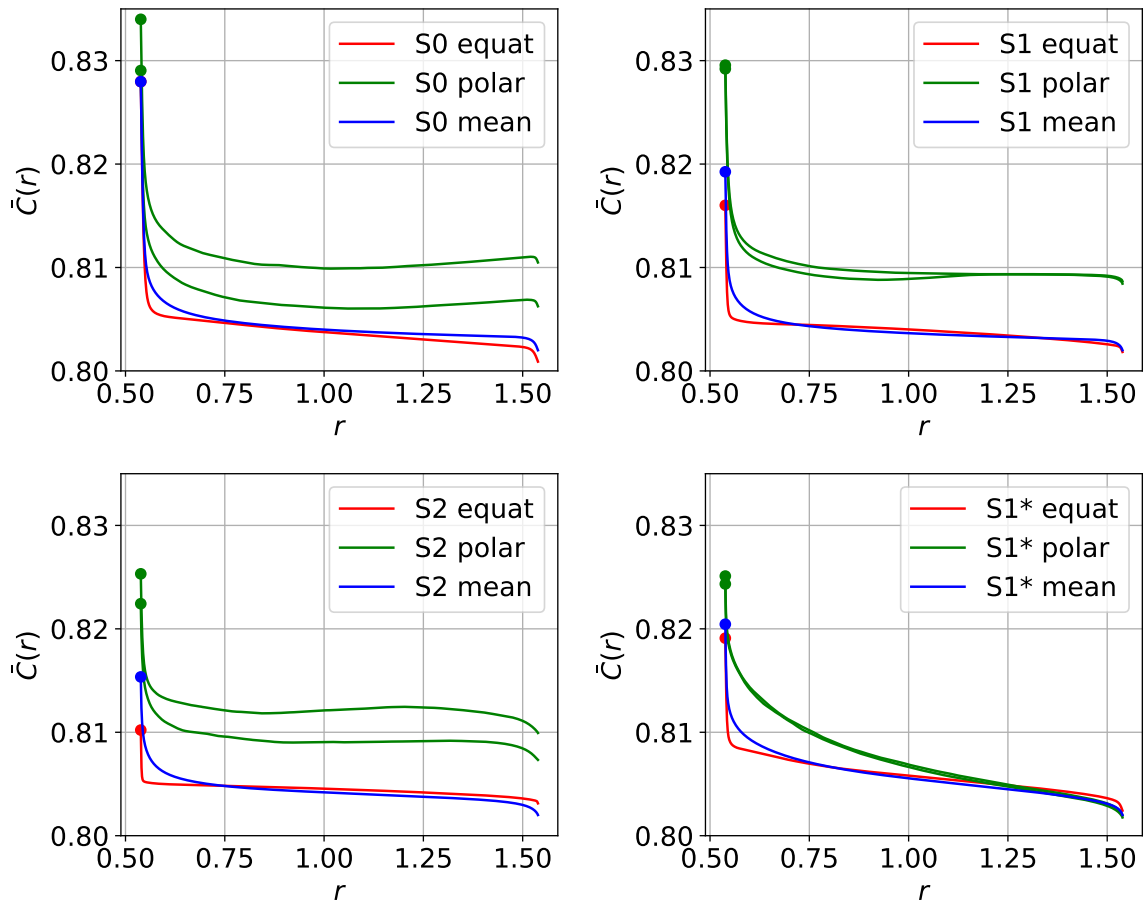 S0 equat
S0 polar
S0 mean
0.83
0.82
0.81
0.80
C̄(r)
0.50 0.75 1.00 1.25 1.50
r
S1 equat
S1 polar
S1 mean
0.83
0.82
0.81
0.80
C̄(r)
0.50 0.75 1.00 1.25 1.50
r
S2 equat
S2 polar
S2 mean
0.83
0.82
0.81
0.80
C̄(r)
0.50 0.75 1.00 1.25 1.50
r
S1* equat
S1* polar
S1* mean
0.83
0.82
0.81
0.80
C̄(r)
0.50 0.75 1.00 1.25 1.50
r